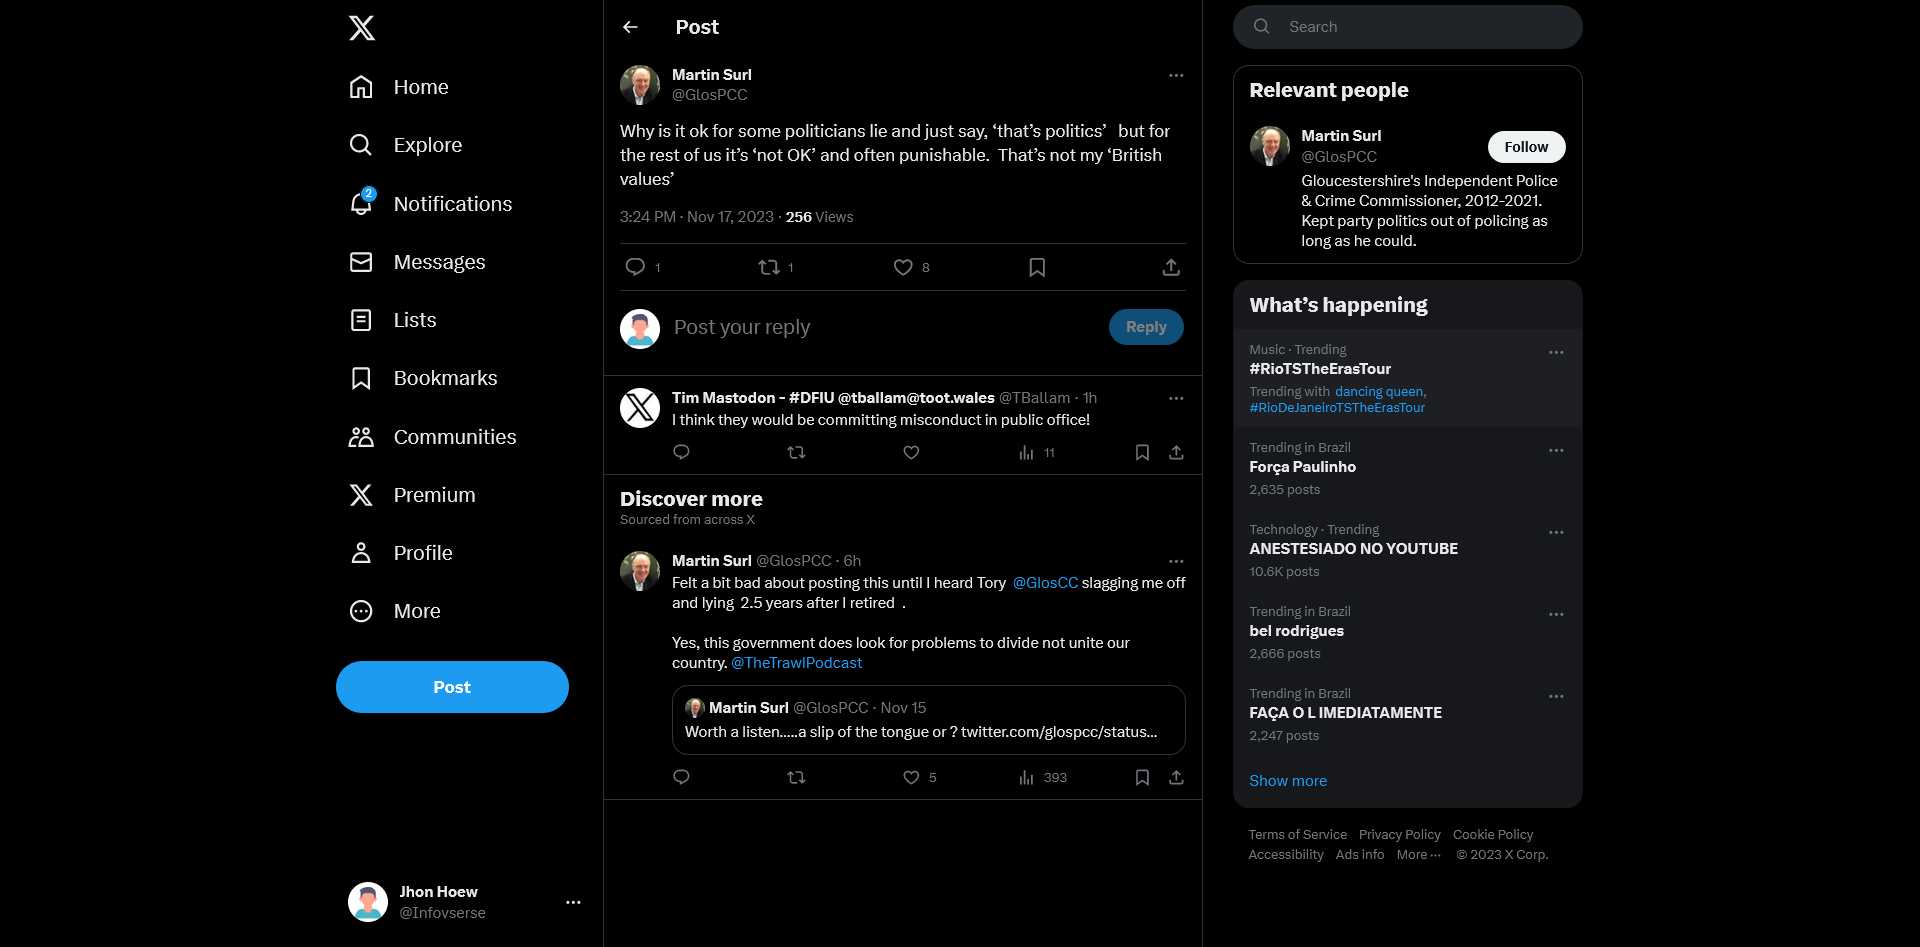 Home
Explore
2
Notifications
Messages
Lists
Bookmarks
Communities
Premium
Profile
More
Post
Jhon Hoew
@Infovserse
Post
Martin Surl
@GlosPCC
Why is it ok for some politicians lie and just say, ‘that’s politics’   but for
the rest of us it’s ‘not OK’ and often punishable.  That’s not my ‘British
values’
3:24 PM · Nov 17, 2023 · 256 Views
1 1 8
Post your reply
Reply
Tim Mastodon - #DFIU @tballam@toot.wales @TBallam · 1h
I think they would be committing misconduct in public office!
11
Discover more
Sourced from across X
Martin Surl @GlosPCC · 6h
Felt a bit bad about posting this until I heard Tory  @GlosCC slagging me off
and lying  2.5 years after I retired  .
Yes, this government does look for problems to divide not unite our
country. @TheTrawlPodcast
Martin Surl @GlosPCC · Nov 15
Worth a listen.....a slip of the tongue or ? twitter.com/glospcc/status...
5 393
Search
Relevant people
Martin Surl
@GlosPCC
Follow
Gloucestershire's Independent Police
& Crime Commissioner, 2012-2021.
Kept party politics out of policing as
long as he could.
What’s happening
Music · Trending
#RioTSTheErasTour
Trending with dancing queen,
#RioDeJaneiroTSTheErasTour
Trending in Brazil
Força Paulinho
2,635 posts
Technology · Trending
ANESTESIADO NO YOUTUBE
10.6K posts
Trending in Brazil
bel rodrigues
2,666 posts
Trending in Brazil
FAÇA O L IMEDIATAMENTE
2,247 posts
Show more
Terms of Service Privacy Policy Cookie Policy
Accessibility Ads info More ··· © 2023 X Corp.